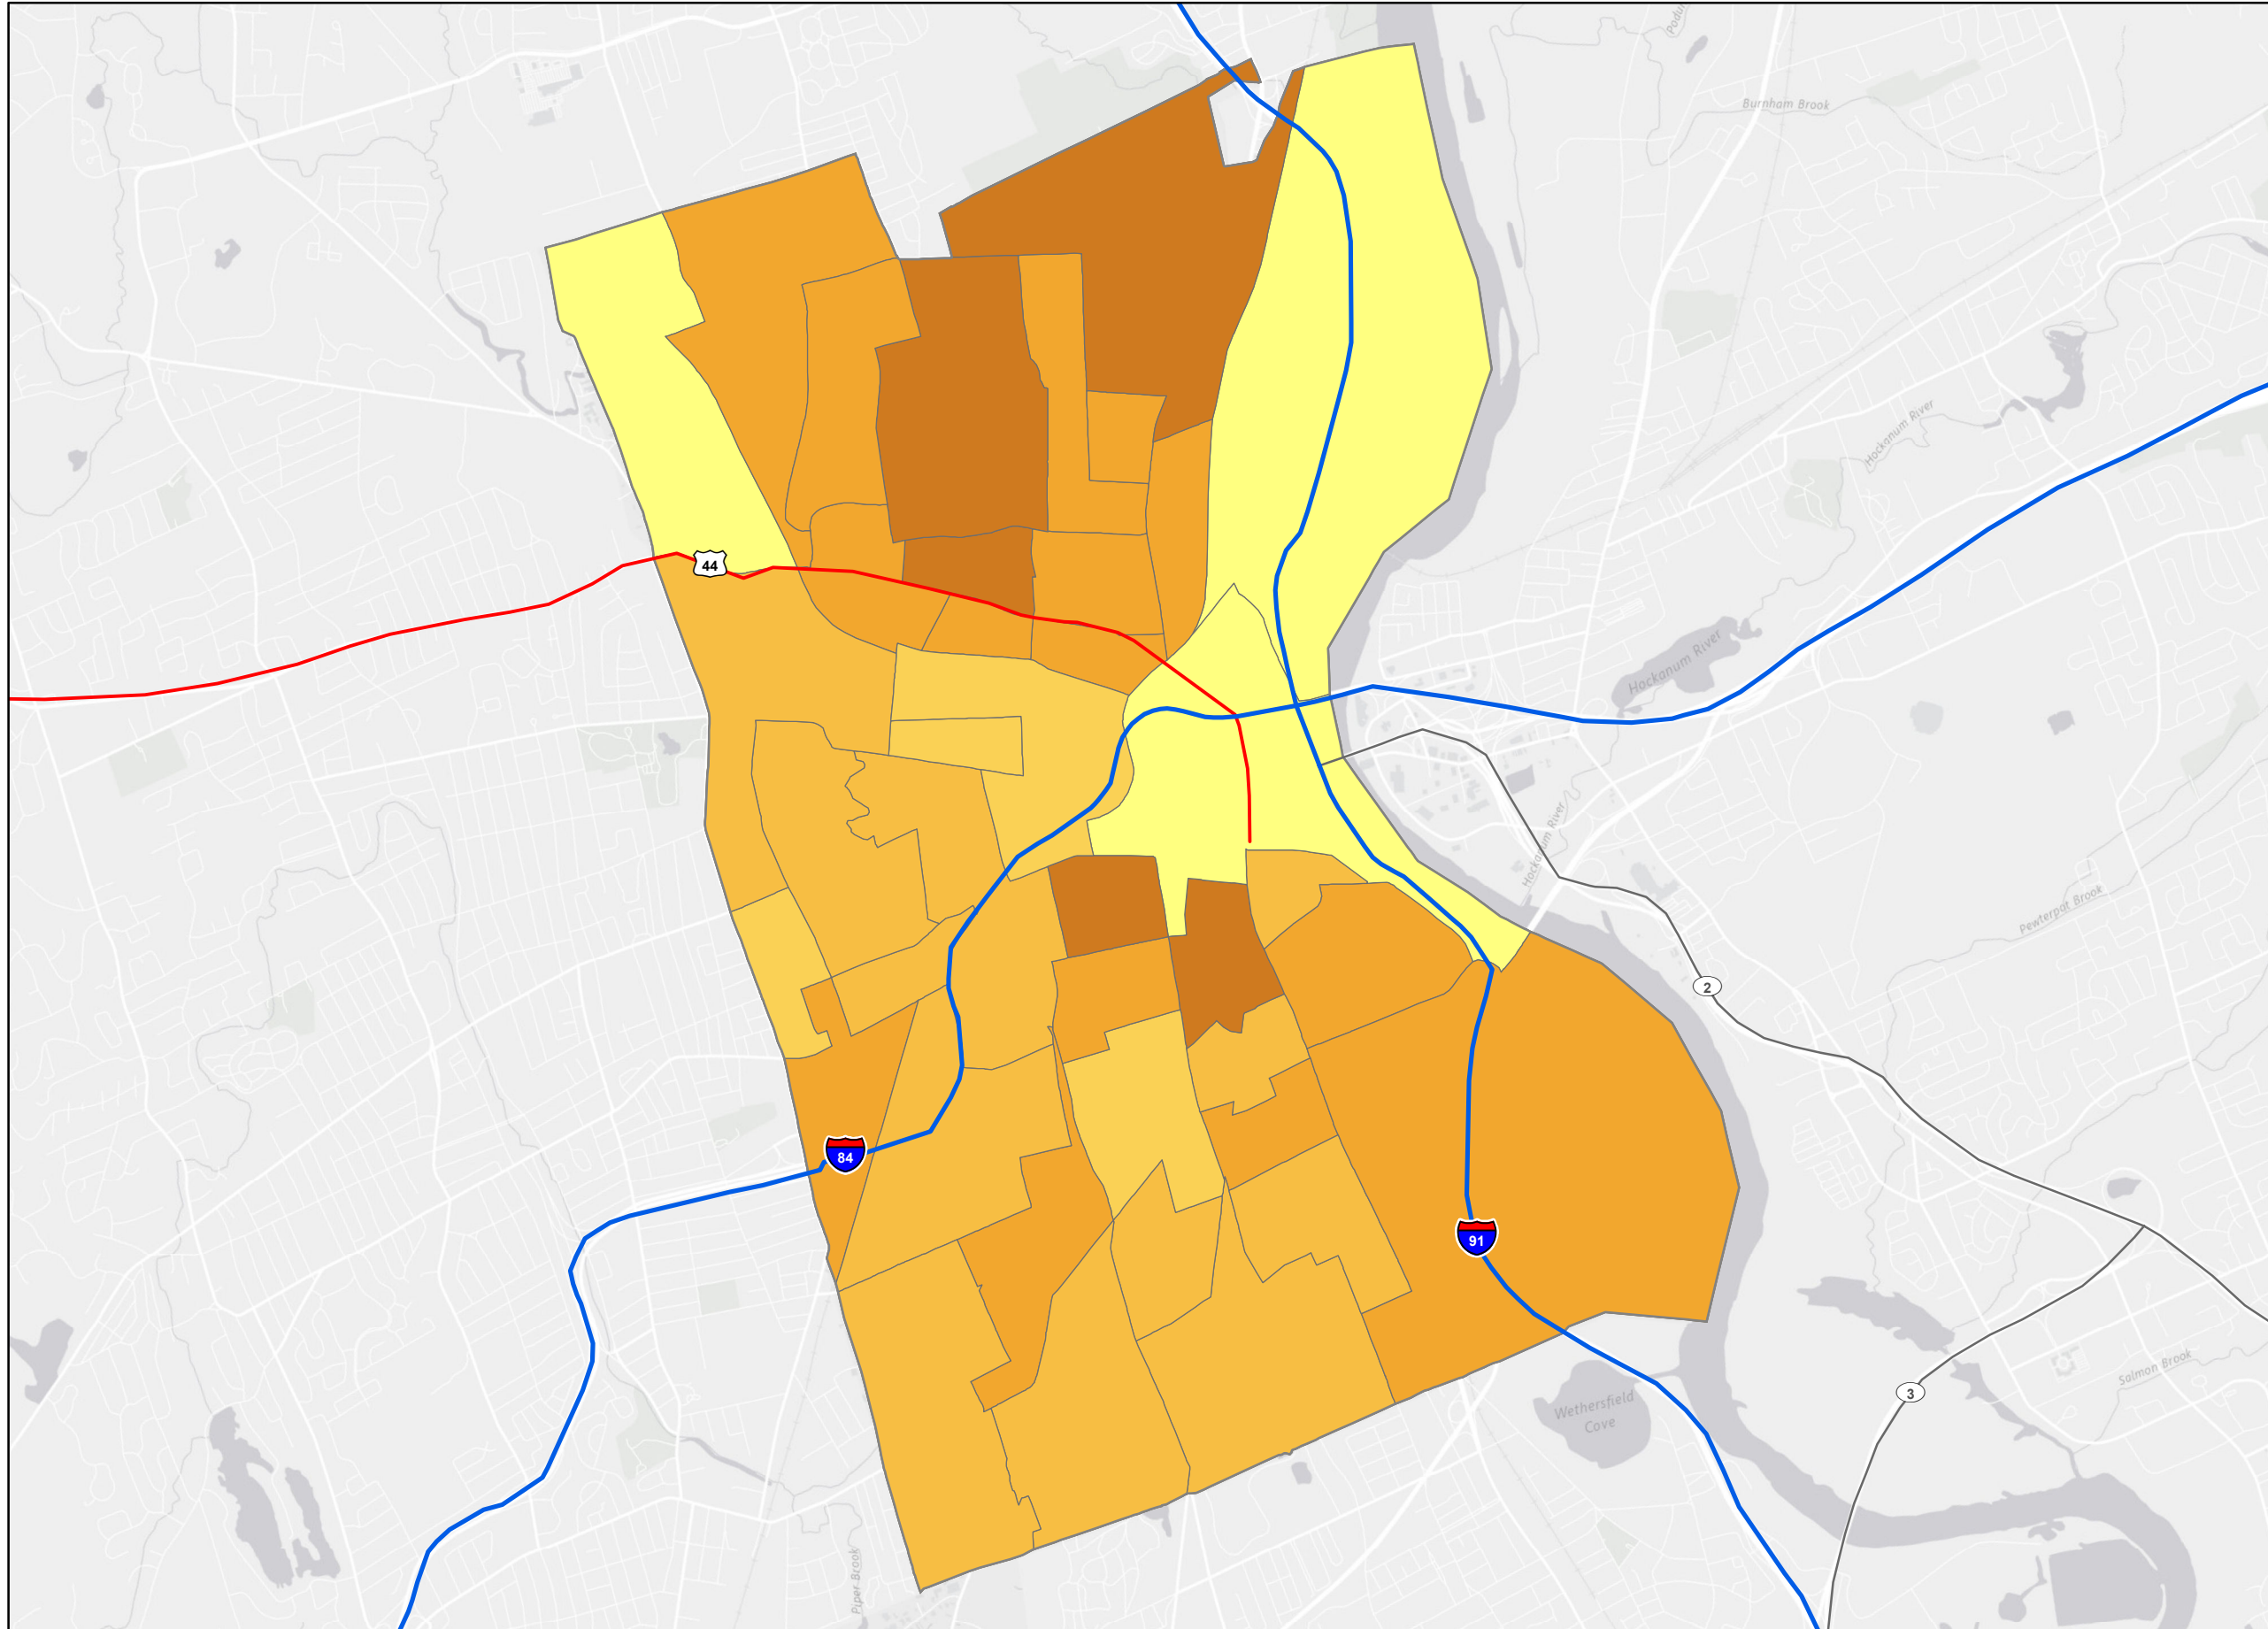 Podu
Burnham Brook
Hockanum River
44
Hockanum River
Hockanum River
Pewterpot Brook
2
84
91
Salmon Brook
3
Wethersfield
Cove
Piper Brook